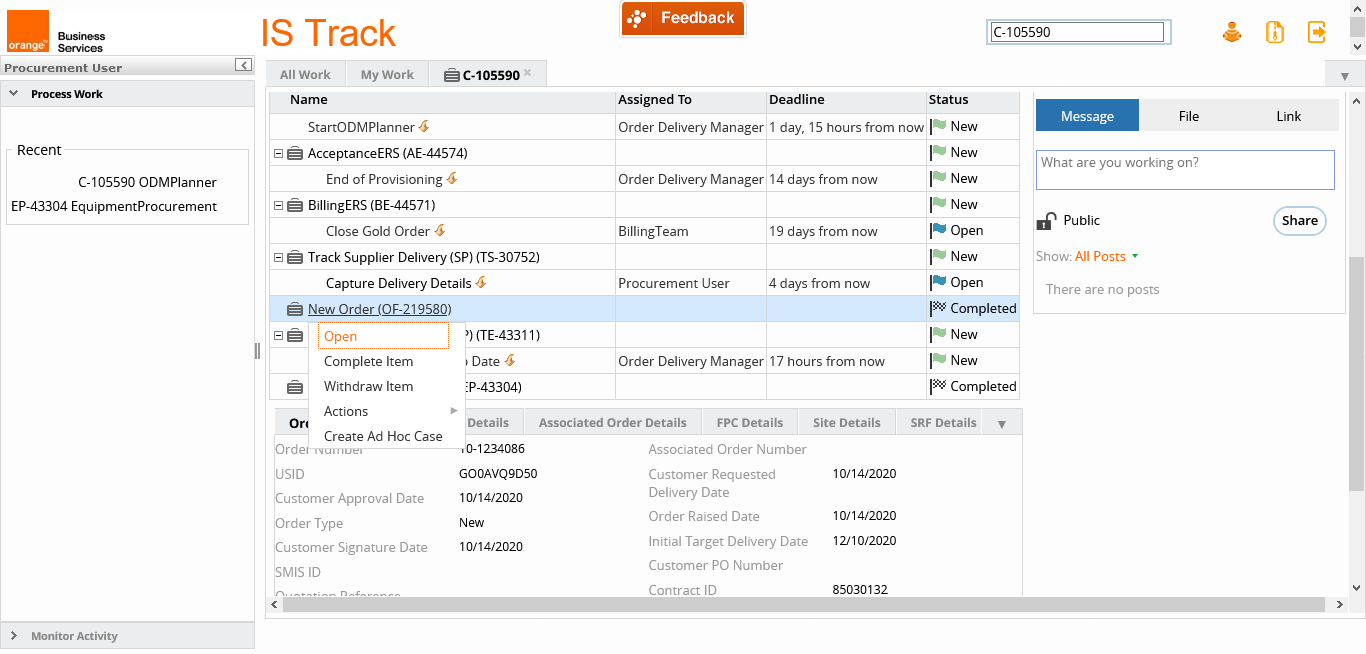 orange™
Business
Services
IS Track
Feedback
C-105590
Procurement User
Process Work
Recent
C-105590 ODMPlanner
EP-43304 EquipmentProcurement
Monitor Activity
All Work My Work C-105590
Name Assigned To Deadline Status
StartODMPlanner Order Delivery Manager 1 day, 15 hours from now New
AcceptanceERS (AE-44574) New
End of Provisioning Order Delivery Manager 14 days from now New
BillingERS (BE-44571) New
Close Gold Order BillingTeam 19 days from now Open
Track Supplier Delivery (SP) (TS-30752) New
Capture Delivery Details Procurement User 4 days from now Open
New Order (OF-219580) Completed
P) (TE-43311) New
Date Order Delivery Manager 17 hours from now New
EP-43304) Completed
Open
Complete Item
Withdraw Item
Actions
Create Ad Hoc Case
Ord Details Associated Order Details FPC Details Site Details SRF Details
Order Number 10-1234086
USID GO0AVQ9D50
Customer Approval Date 10/14/2020
Order Type New
Customer Signature Date 10/14/2020
SMIS ID
Quotation Reference
Associated Order Number
Customer Requested
Delivery Date 10/14/2020
Order Raised Date 10/14/2020
Initial Target Delivery Date 12/10/2020
Customer PO Number
Contract ID 85030132
Message File Link
What are you working on?
Public Share
Show: All Posts
There are no posts